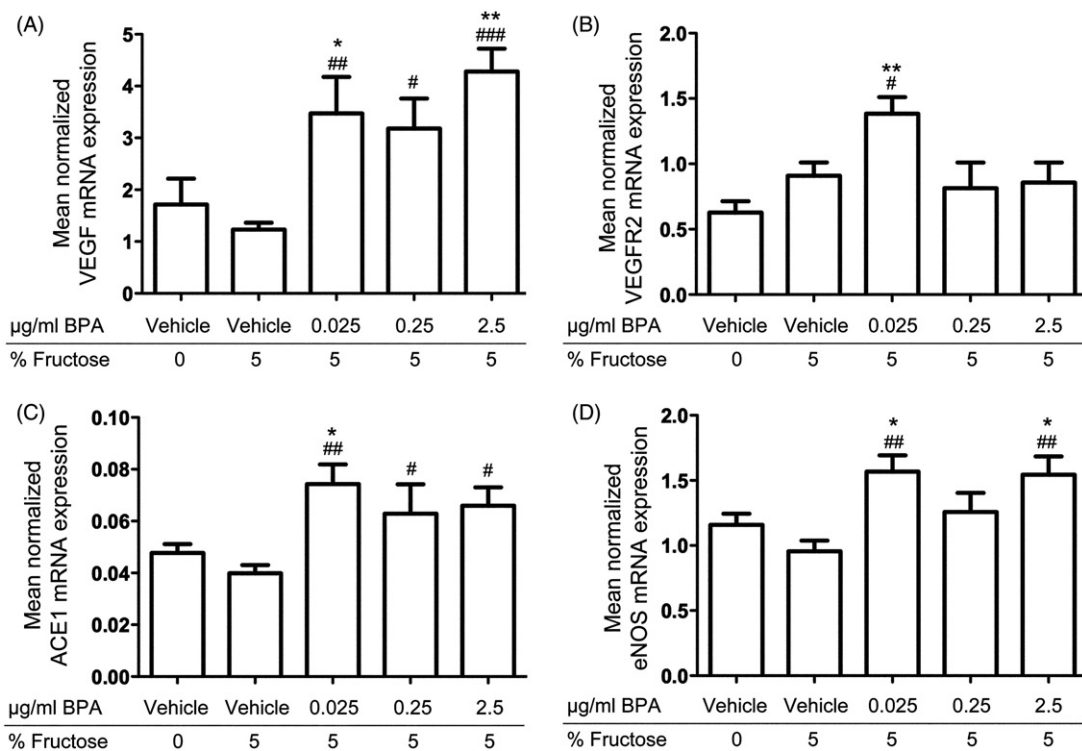 (A)
Mean normalized
VEGF mRNA expression
5
4
3
2
1
0
*
##
#
**
###
µg/ml BPA Vehicle Vehicle 0.025 0.25 2.5
% Fructose 0 5 5 5 5
(B)
Mean normalized
VEGFR2 mRNA expression
2.0
1.5
1.0
0.5
0.0
**
#
µg/ml BPA Vehicle Vehicle 0.025 0.25 2.5
% Fructose 0 5 5 5 5
(C)
Mean normalized
ACE1 mRNA expression
0.10
0.08
0.06
0.04
0.02
0.00
*
##
#
#
µg/ml BPA Vehicle Vehicle 0.025 0.25 2.5
% Fructose 0 5 5 5 5
(D)
Mean normalized
eNOS mRNA expression
2.0
1.5
1.0
0.5
0.0
*
##
*
##
µg/ml BPA Vehicle Vehicle 0.025 0.25 2.5
% Fructose 0 5 5 5 5